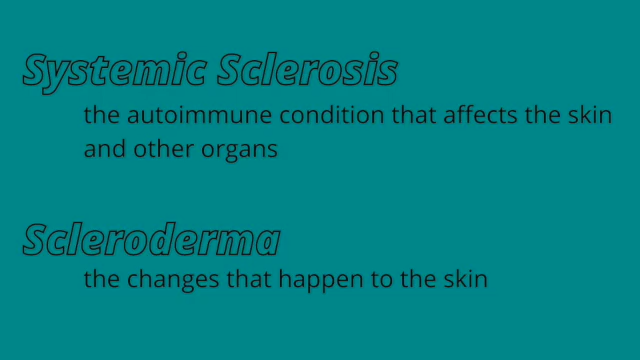 Systemic Sclerosis
the autoimmune condition that affects the skin
and other organs
Scleroderma
the changes that happen to the skin